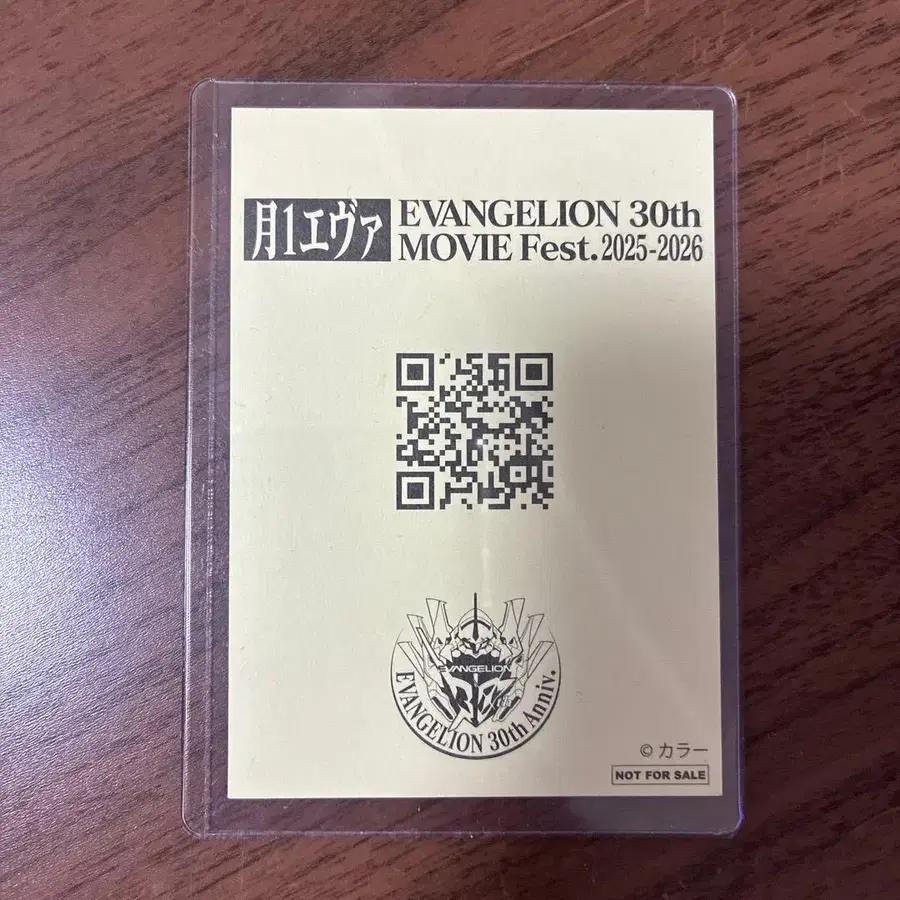 月1エヴァ
EVANGELION 30th
MOVIE Fest.2025-2026
EVANGELION
EVANGELION 30th Anniv.
© カラー
NOT FOR SALE